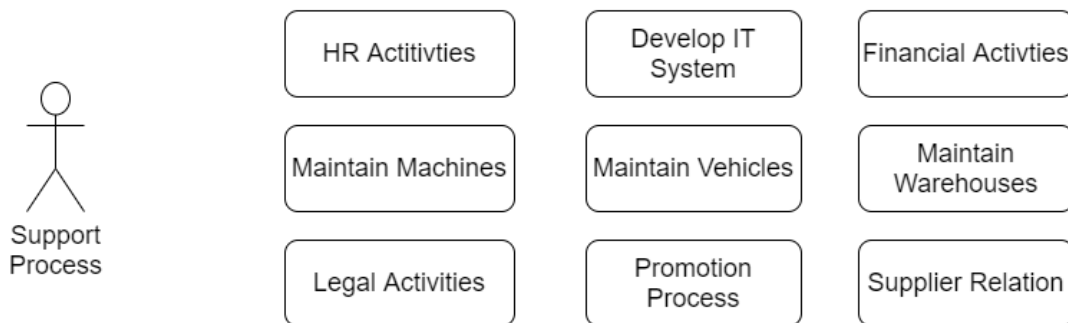 HR Actitivties
Develop IT
System
Financial Activties
Maintain Machines
Maintain Vehicles
Maintain
Warehouses
Support
Process
Legal Activities
Promotion
Process
Supplier Relation